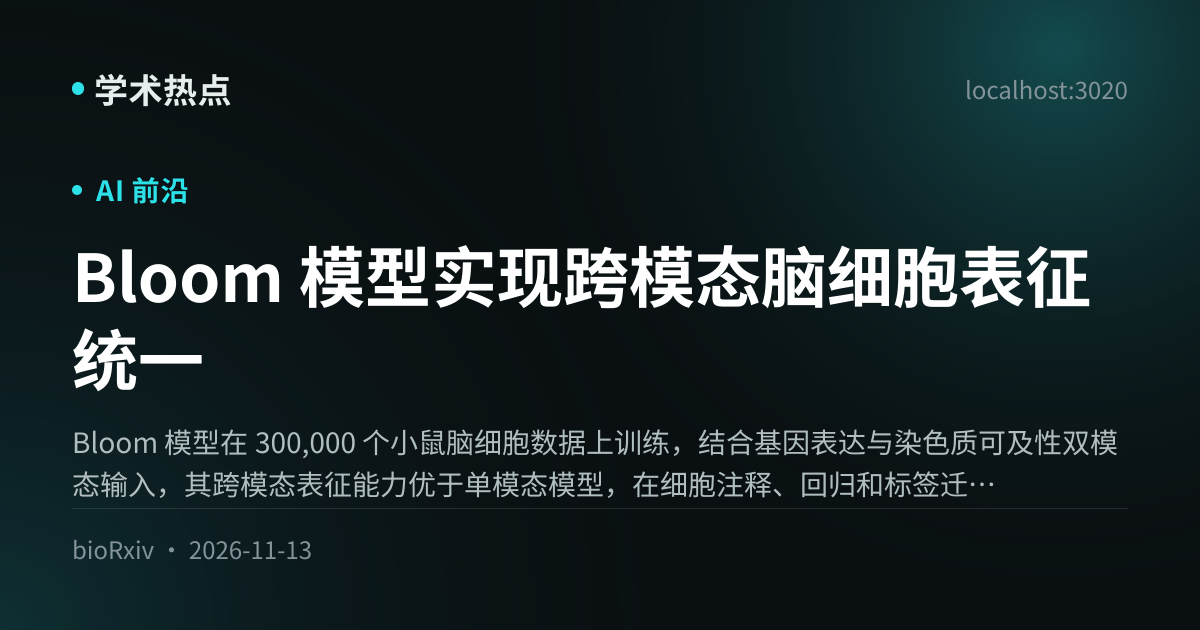 学术热点
localhost:3020
AI 前沿
Bloom 模型实现跨模态脑细胞表征
统一
Bloom 模型在 300,000 个小鼠脑细胞数据上训练，结合基因表达与染色质可及性双模
态输入，其跨模态表征能力优于单模态模型，在细胞注释、回归和标签迁…
bioRxiv · 2026-11-13